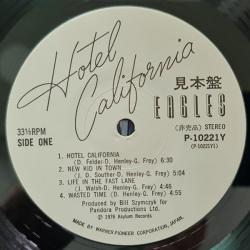 Hotel California
見本盤
EAGLES
33⅓RPM
SIDE ONE
(非売品) STEREO
P-10221Y
(P-10221Y1)
1. HOTEL CALIFORNIA
(D. Felder-D. Henley-G. Frey) 6:30
2. NEW KID IN TOWN
(J. D. Souther-D. Henley-G. Frey) 5:04
3. LIFE IN THE FAST LANE
(J. Walsh-D. Henley-G. Frey) 4:46
4. WASTED TIME (D. Henley-G. Frey) 4:55
Produced by Bill Szymczyk for
Pandora Productions Ltd.
℗ 1976 Asylum Records
MADE BY WARNER-PIONEER CORPORATION, JAPAN.